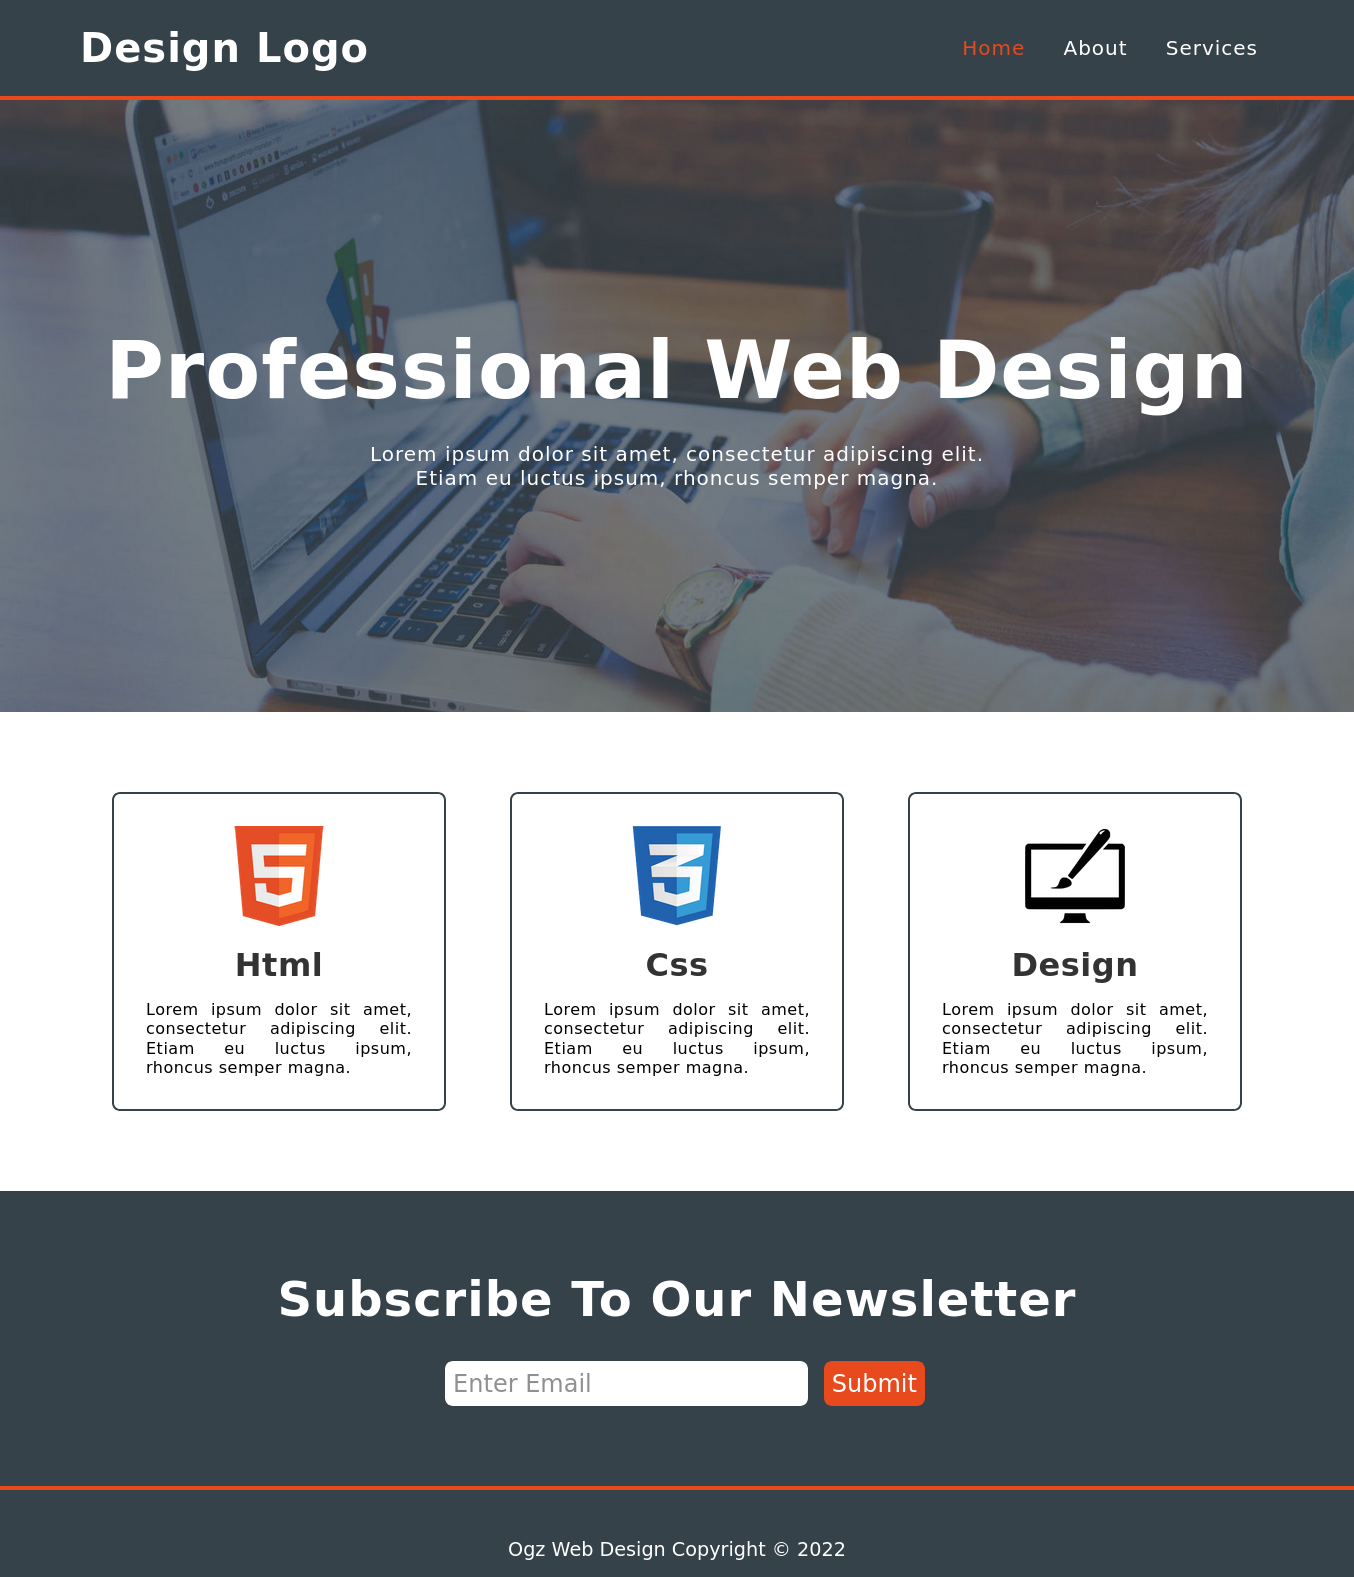 Design Logo
Home About Services
Professional Web Design
Lorem ipsum dolor sit amet, consectetur adipiscing elit.
Etiam eu luctus ipsum, rhoncus semper magna.
Html
Lorem ipsum dolor sit amet,
consectetur adipiscing elit.
Etiam eu luctus ipsum,
rhoncus semper magna.
Css
Lorem ipsum dolor sit amet,
consectetur adipiscing elit.
Etiam eu luctus ipsum,
rhoncus semper magna.
Design
Lorem ipsum dolor sit amet,
consectetur adipiscing elit.
Etiam eu luctus ipsum,
rhoncus semper magna.
Subscribe To Our Newsletter
Enter Email
Submit
Ogz Web Design Copyright © 2022